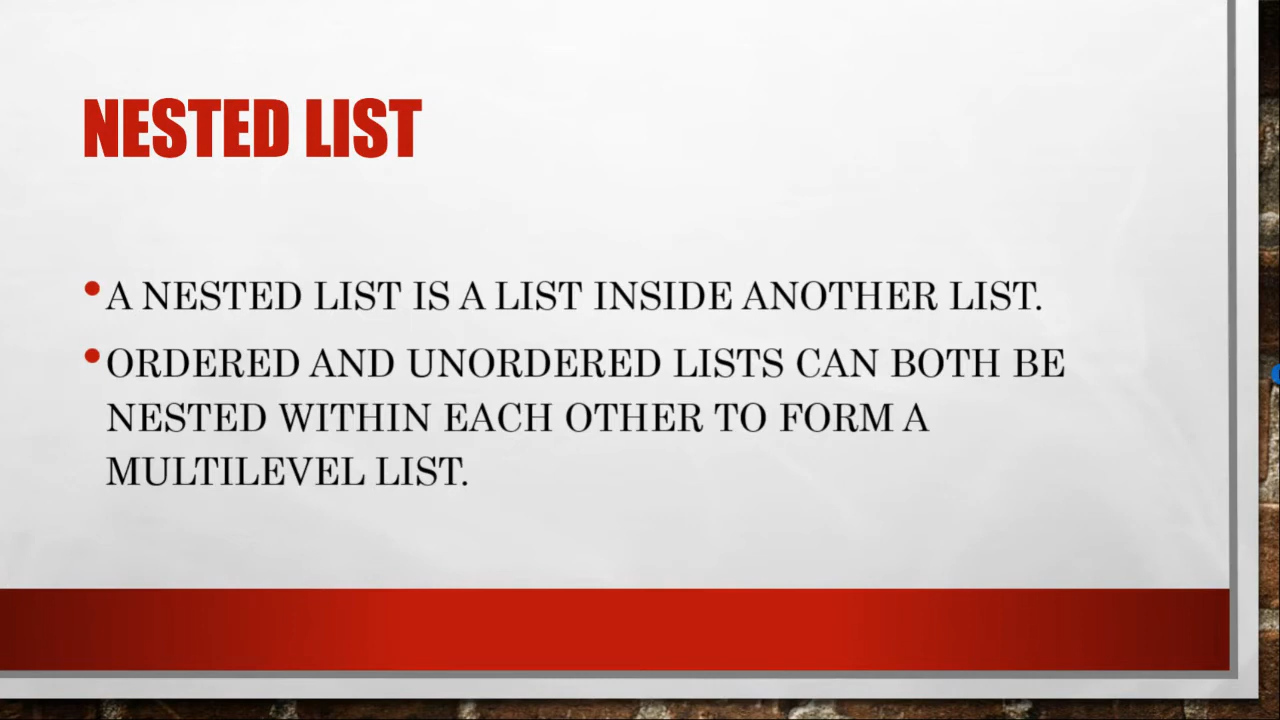 NESTED LIST
•A NESTED LIST IS A LIST INSIDE ANOTHER LIST.
•ORDERED AND UNORDERED LISTS CAN BOTH BE
NESTED WITHIN EACH OTHER TO FORM A
MULTILEVEL LIST.